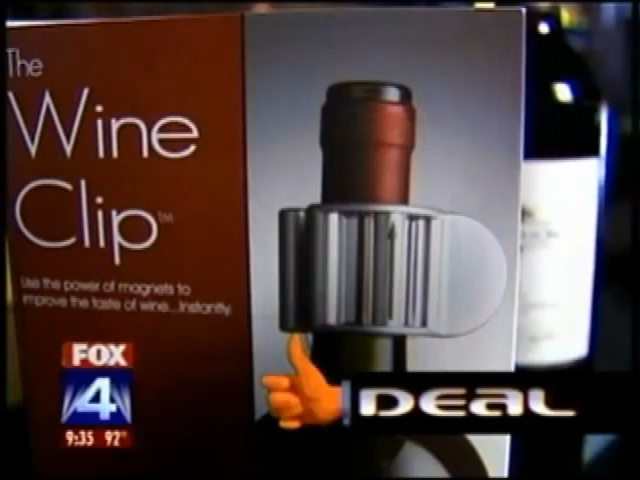 The
Wine
Clip™
Use the power of magnets to
improve the taste of wine...Instantly.
FOX
4
9:35 92°
DEAL